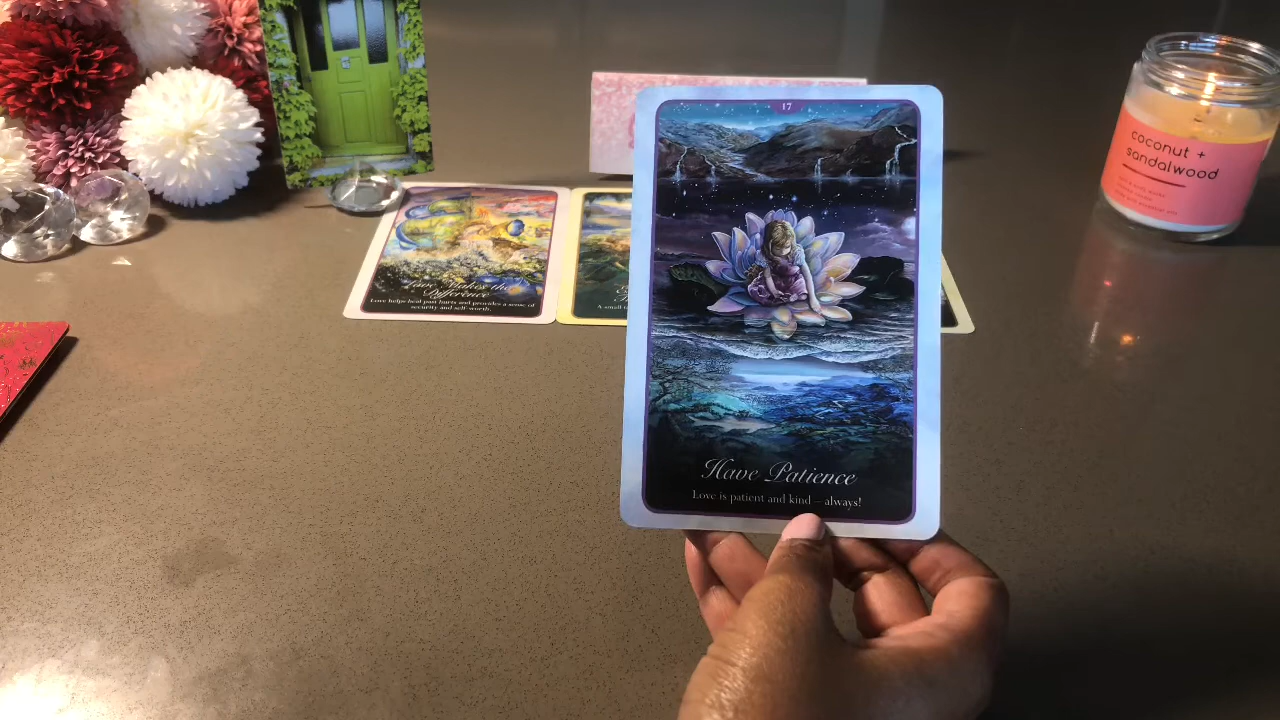 17
Have Patience
Love is patient and kind – always!
Love Makes the
Difference
Love helps heal past hurts and provides a sense of
security and self-worth.
A small
coconut +
sandalwood